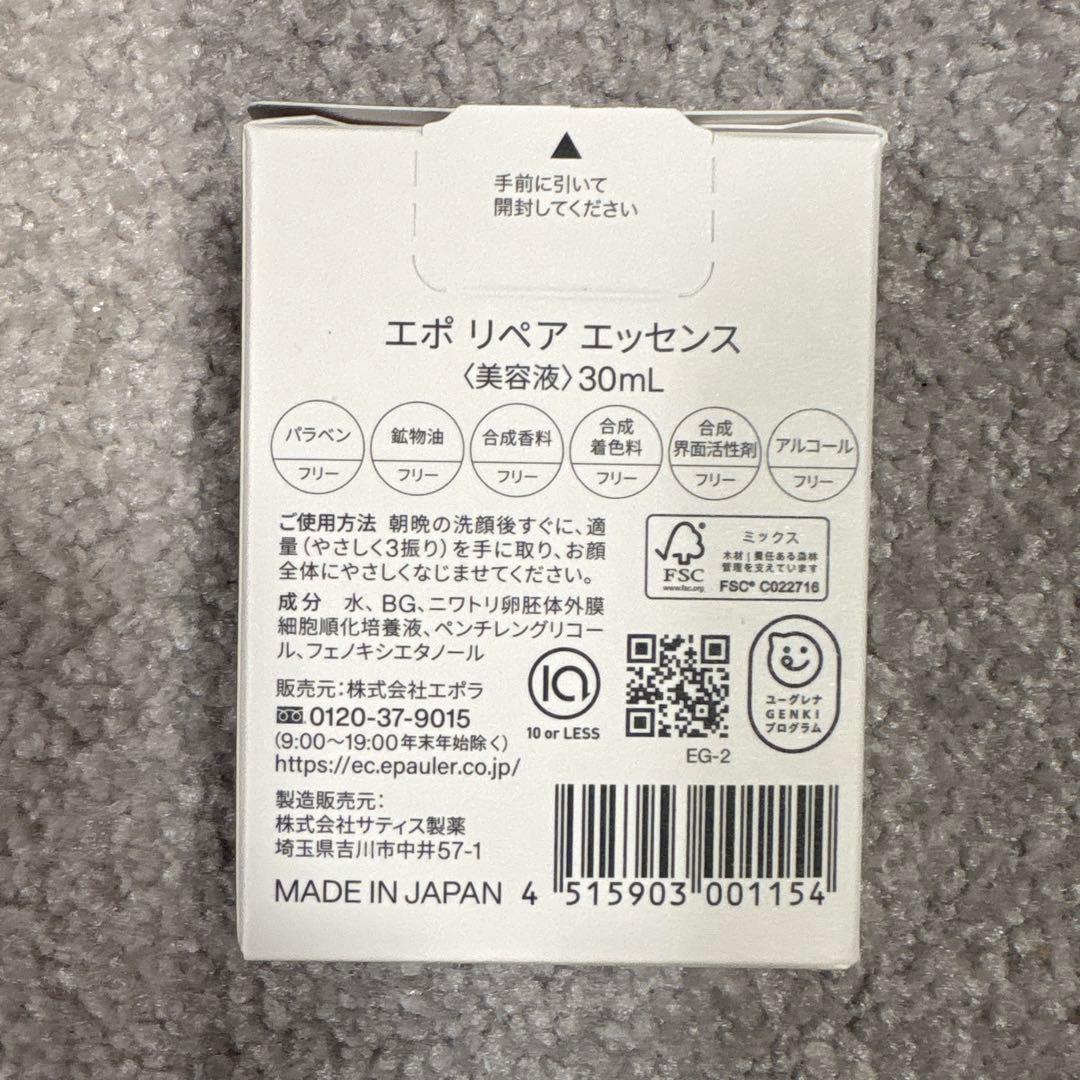 手前に引いて
開封してください
エポ リペア エッセンス
〈美容液〉30mL
パラベン
フリー
鉱物油
フリー
合成香料
フリー
合成
着色料
フリー
合成
界面活性剤
フリー
アルコール
フリー
ご使用方法 朝晩の洗顔後すぐに、適
量(やさしく3振り)を手に取り、お顔
全体にやさしくなじませてください。
成分 水、BG、ニワトリ卵胚体外膜
細胞順化培養液、ペンチレングリコー
ル、フェノキシエタノール
FSC
www.fsc.org
ミックス
木材|責任ある森林
管理を支えています
FSC® C022716
販売元:株式会社エポラ
0120-37-9015
(9:00〜19:00年末年始除く)
https://ec.epauler.co.jp/
10 or LESS
EG-2
ユーグレナ
GENKI
プログラム
製造販売元:
株式会社サティス製薬
埼玉県吉川市中井57-1
MADE IN JAPAN
4 515903 001154